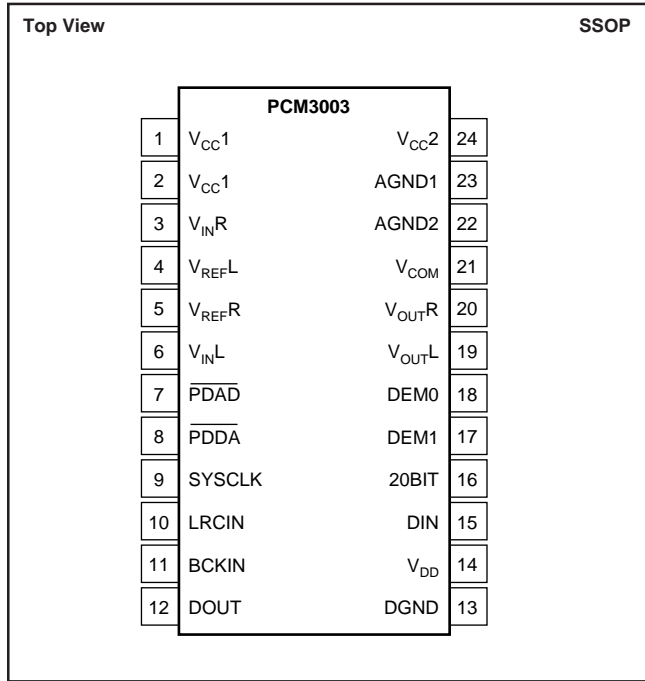 Top View SSOP
PCM3003
1 VCC1 VCC2 24
2 VCC1 AGND1 23
3 VINR AGND2 22
4 VREFL VCOM 21
5 VREFR VOUTR 20
6 VINL VOUTL 19
7 PDAD DEM0 18
8 PDDA DEM1 17
9 SYSCLK 20BIT 16
10 LRCIN DIN 15
11 BCKIN VDD 14
12 DOUT DGND 13